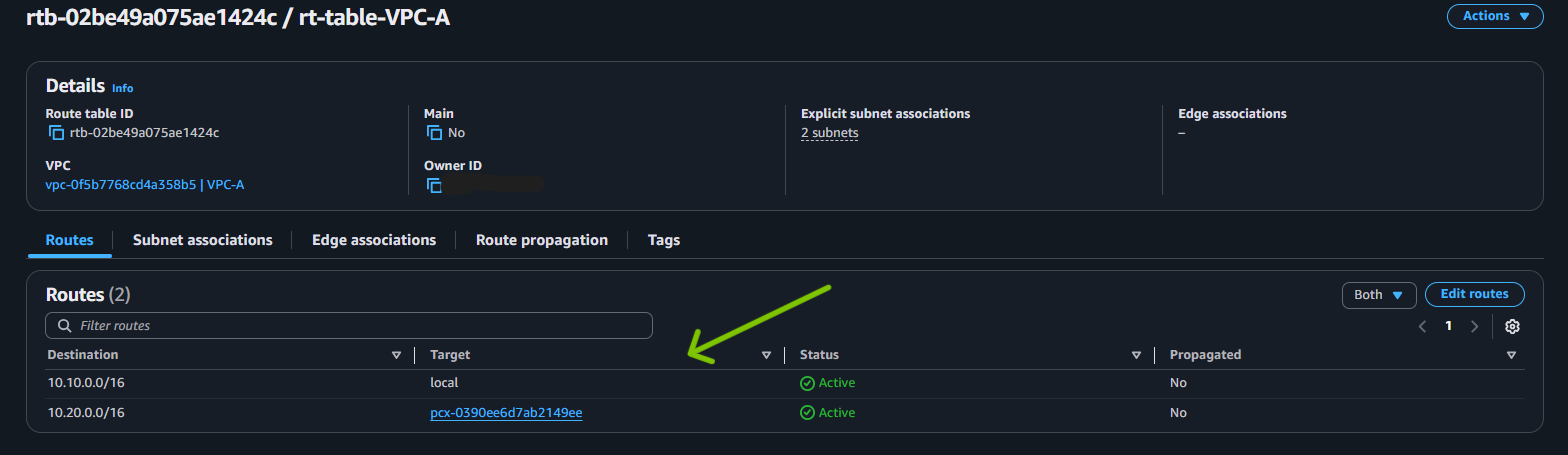 rtb-02be49a075ae1424c / rt-table-VPC-A
Actions
Details Info
Route table ID
rtb-02be49a075ae1424c
Main
No
Explicit subnet associations
2 subnets
Edge associations
–
VPC
vpc-0f5b7768cd4a358b5 | VPC-A
Owner ID
Routes
Subnet associations
Edge associations
Route propagation
Tags
Routes (2)
Both
Edit routes
Filter routes
1
Destination Target Status Propagated
10.10.0.0/16 local Active No
10.20.0.0/16 pcx-0390ee6d7ab2149ee Active No